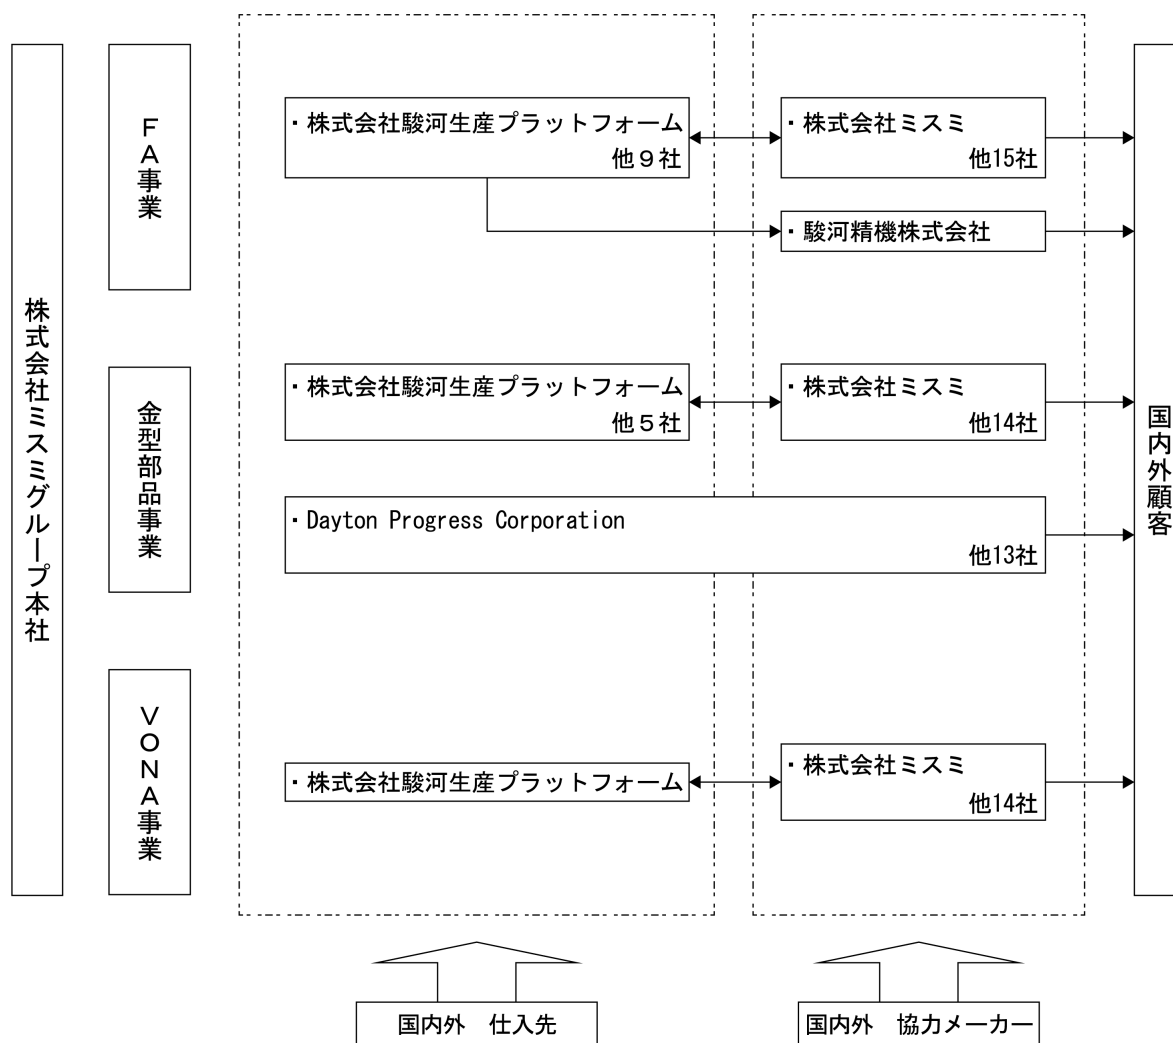 株式会社ミスミグループ本社
ＦＡ事業
・株式会社駿河生産プラットフォーム
他９社
・株式会社ミスミ
他15社
・駿河精機株式会社
金型部品事業
・株式会社駿河生産プラットフォーム
他５社
・株式会社ミスミ
他14社
・Dayton Progress Corporation
他13社
ＶＯＮＡ事業
・株式会社駿河生産プラットフォーム
・株式会社ミスミ
他14社
国内外顧客
国内外　仕入先
国内外　協力メーカー